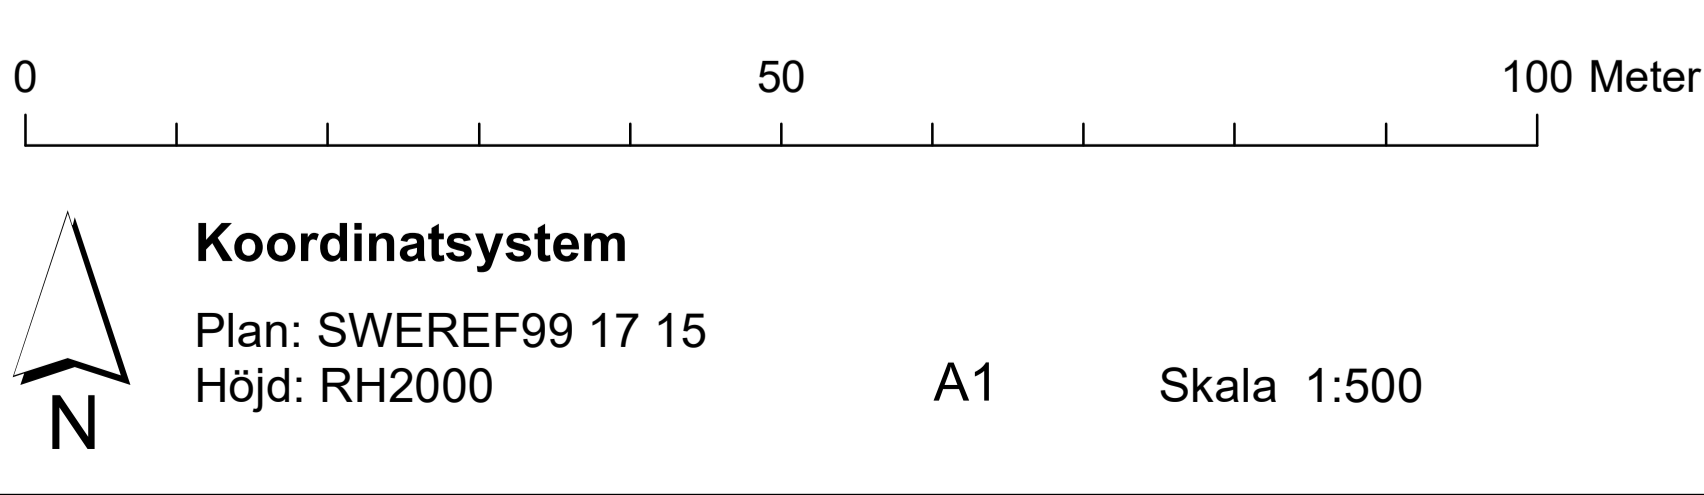 0 50 100 Meter
Koordinatsystem
Plan: SWEREF99 17 15
Höjd: RH2000 A1 Skala 1:500
N